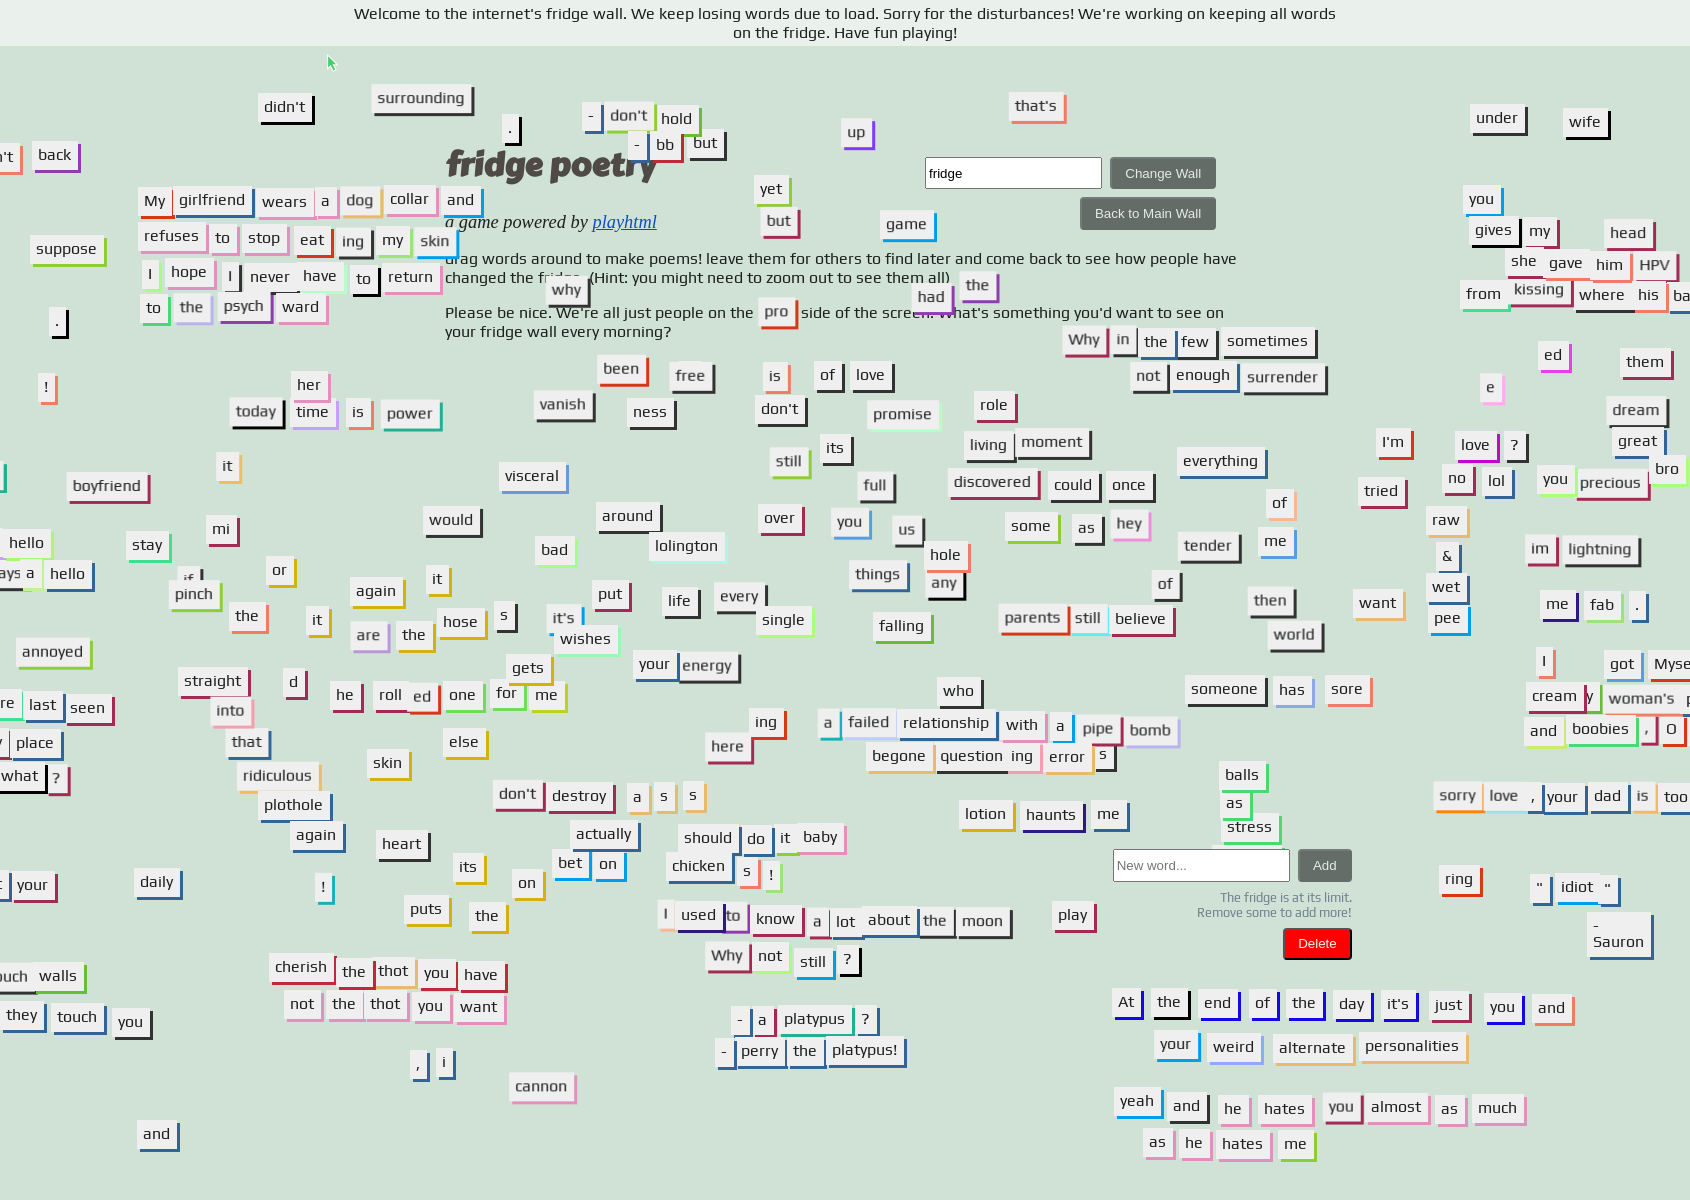 Welcome to the internet's fridge wall. We keep losing words due to load. Sorry for the disturbances! We're working on keeping all words
on the fridge. Have fun playing!
didn't
surrounding
.
- don't hold
- bb but
up
that's
under
wife
't back
fridge poetry
fridge
Change Wall
Back to Main Wall
a game powered by playhtml
yet
but
game
you
gives my
head
My girlfriend wears a dog collar and
refuses to stop eat ing my skin
I hope I never have to return
to the psych ward
suppose
.
!
drag words around to make poems! leave them for others to find later and come back to see how people have
changed the fridge. (Hint: you might need to zoom out to see them all)
why
had
the
Please be nice. We're all just people on the pro side of the screen. What's something you'd want to see on
your fridge wall every morning?
she gave him HPV
from kissing where his ba
Why in the few sometimes
not enough surrender
ed
them
e
been
free
is
of love
her
today time is power
vanish
ness
don't
promise
role
dream
great
bro
living moment
I'm
love ?
no lol
you precious
it
boyfriend
visceral
still
its
full
discovered could once
everything
tried
of
raw
mi
would
around
lolington
over
you
us
some as hey
me
tender
&
im lightning
hello
ays a hello
stay
if
pinch
or
bad
hole
any
things
of
wet
pee
again
it
put
life
every
single
then
world
want
me fab .
the
it
are the hose s
it's
wishes
falling
parents still believe
annoyed
straight
into
that
ridiculous
plothole
again
d
gets
he roll ed one for me
your energy
who
someone has sore
I
got Myse
re last seen
place
what ?
else
skin
ing
here
a failed relationship with a pipe bomb
begone question ing error s
cream y woman's
and boobies , O
balls
as
stress
don't destroy a s s
sorry love , your dad is too
lotion haunts me
heart
actually
bet on
should do it baby
chicken s !
New word...
Add
The fridge is at its limit.
Remove some to add more!
Delete
ring
" idiot "
- Sauron
your
daily
!
its
on
puts
the
I used to know a lot about the moon
play
Why not still ?
ouch walls
they touch you
cherish the thot you have
not the thot you want
- a platypus ?
- perry the platypus!
At the end of the day it's just you and
your weird alternate personalities
, i
cannon
yeah and he hates you almost as much
as he hates me
and